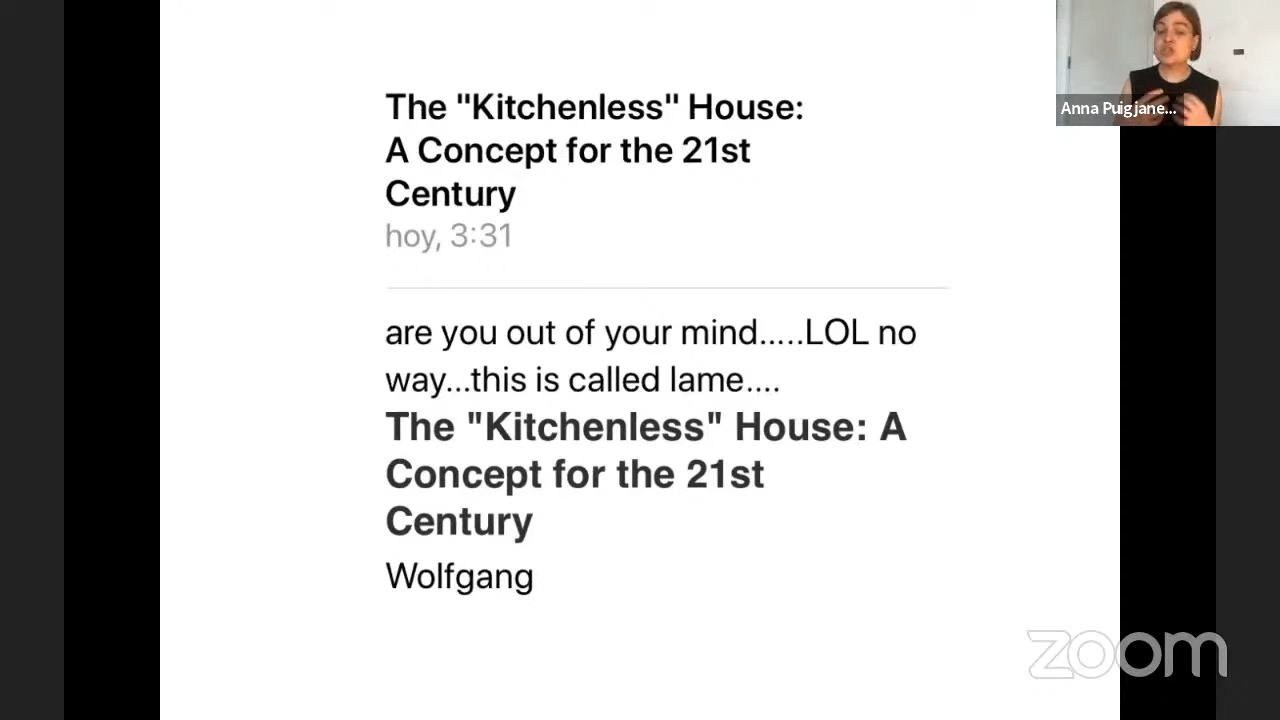 The "Kitchenless" House:
A Concept for the 21st
Century
hoy, 3:31
are you out of your mind.....LOL no
way...this is called lame....
The "Kitchenless" House: A
Concept for the 21st
Century
Wolfgang
Anna Puigjane...
zoom